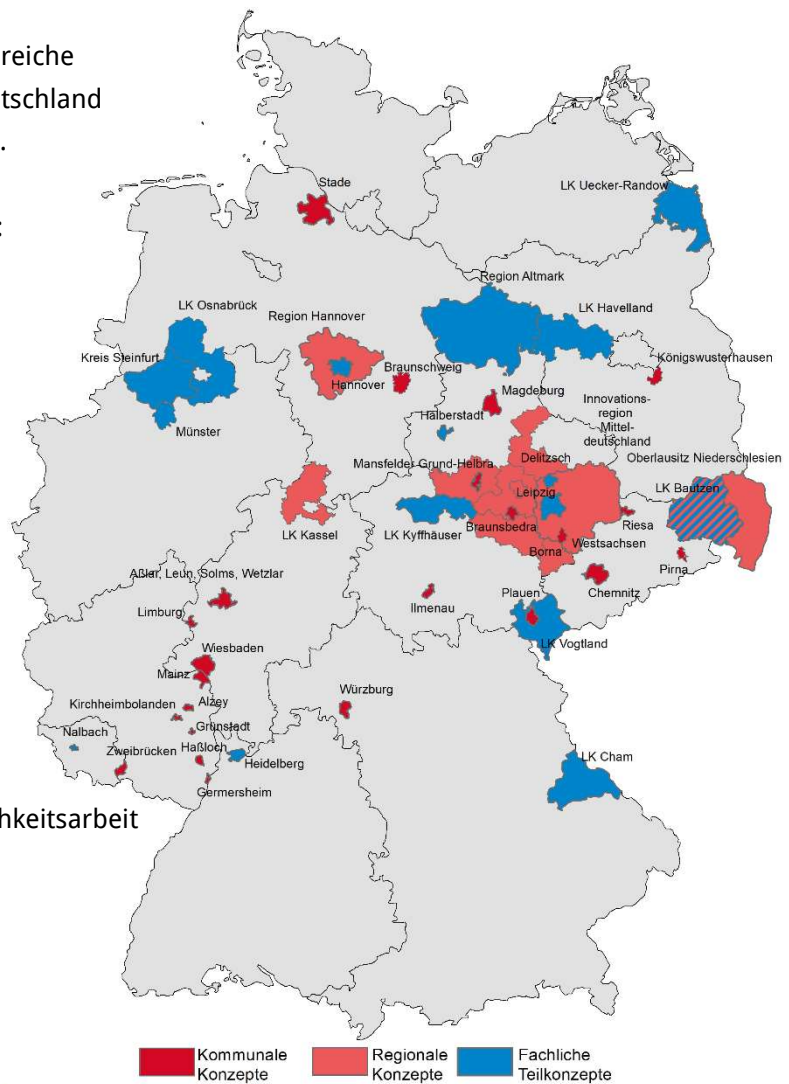 reiche
tschland
.
:
Stade
LK Uecker-Randow
Region Altmark
LK Osnabrück
Region Hannover
LK Havelland
Kreis Steinfurt
Braunschweig
Königswusterhausen
Hannover
Magdeburg
Halberstadt
Innovations-
region
Mittel-
deutschland
Münster
Delitzsch
Oberlausitz Niederschlesien
Mansfelder Grund-Helbra
LK Bautzen
Leipzig
LK Kassel
LK Kyffhäuser
Braunsbedra
Riesa
Borna
Westsachsen
Pirna
Aßlar, Leun, Solms, Wetzlar
Chemnitz
Limburg
Ilmenau
Plauen
LK Vogtland
Wiesbaden
Mainz
Würzburg
Kirchheimbolanden
Alzey
Nalbach
Grünstadt
Zweibrücken
Haßloch
Heidelberg
LK Cham
Germersheim
hkeitsarbeit
Kommunale
Konzepte
Regionale
Konzepte
Fachliche
Teilkonzepte